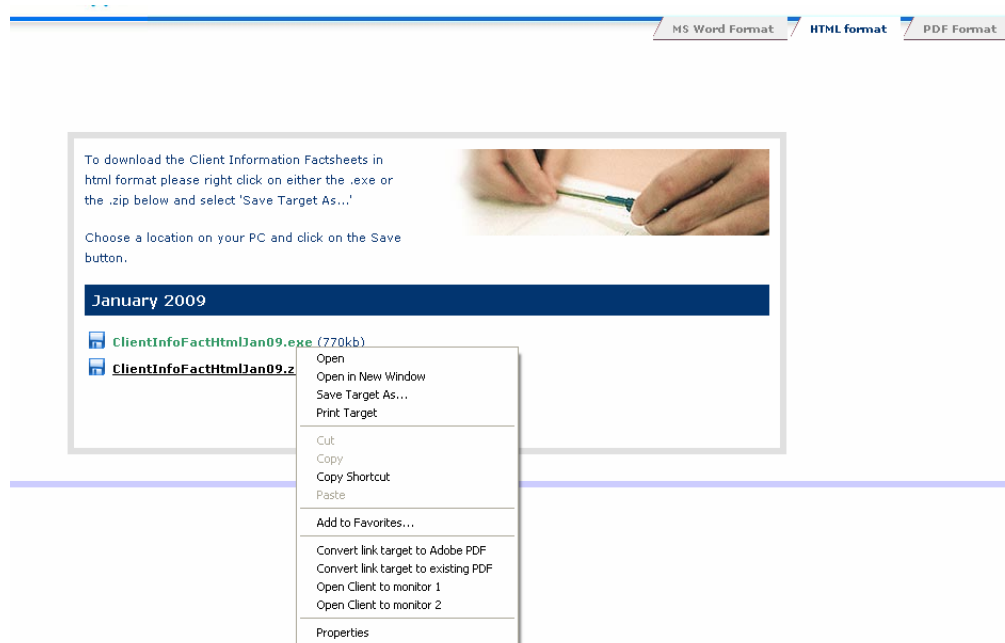 MS Word Format
HTML format
PDF Format
To download the Client Information Factsheets in
html format please right click on either the .exe or
the .zip below and select 'Save Target As...'
Choose a location on your PC and click on the Save
button.
January 2009
ClientInfoFactHtmlJan09.exe (770kb)
ClientInfoFactHtmlJan09.z
Open
Open in New Window
Save Target As...
Print Target
Cut
Copy
Copy Shortcut
Paste
Add to Favorites...
Convert link target to Adobe PDF
Convert link target to existing PDF
Open Client to monitor 1
Open Client to monitor 2
Properties